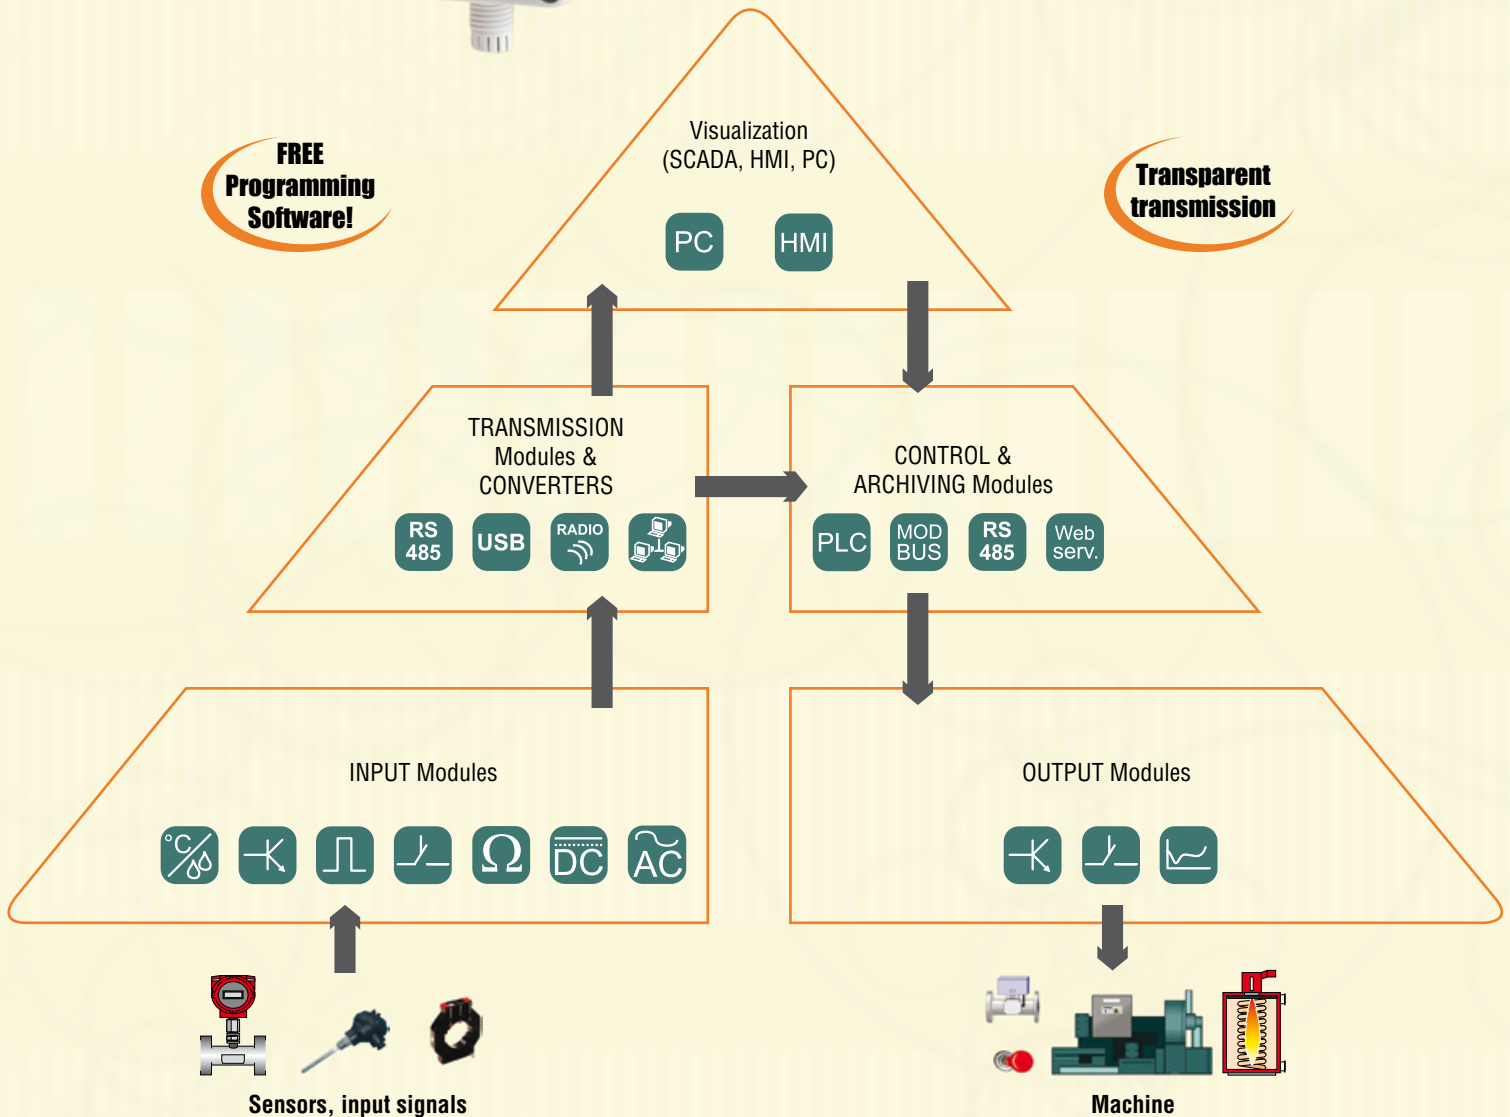 FREE
Programming
Software!
Visualization
(SCADA, HMI, PC)
PC
HMI
Transparent
transmission
TRANSMISSION
Modules &
CONVERTERS
RS
485
USB
RADIO
CONTROL &
ARCHIVING Modules
PLC
MOD
BUS
RS
485
Web
serv.
INPUT Modules
°C
Ω
DC
AC
OUTPUT Modules
Sensors, input signals
Machine